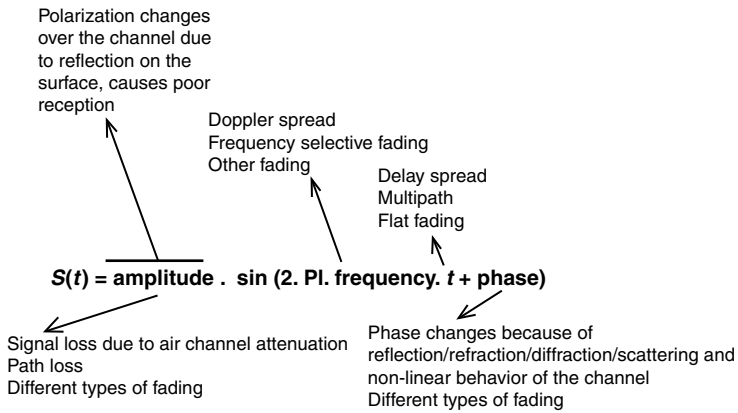 Polarization changes
over the channel due
to reflection on the
surface, causes poor
reception
Doppler spread
Frequency selective fading
Other fading
Delay spread
Multipath
Flat fading
S(t) = amplitude . sin (2. PI. frequency. t + phase)
Signal loss due to air channel attenuation
Path loss
Different types of fading
Phase changes because of
reflection/refraction/diffraction/scattering and
non-linear behavior of the channel
Different types of fading